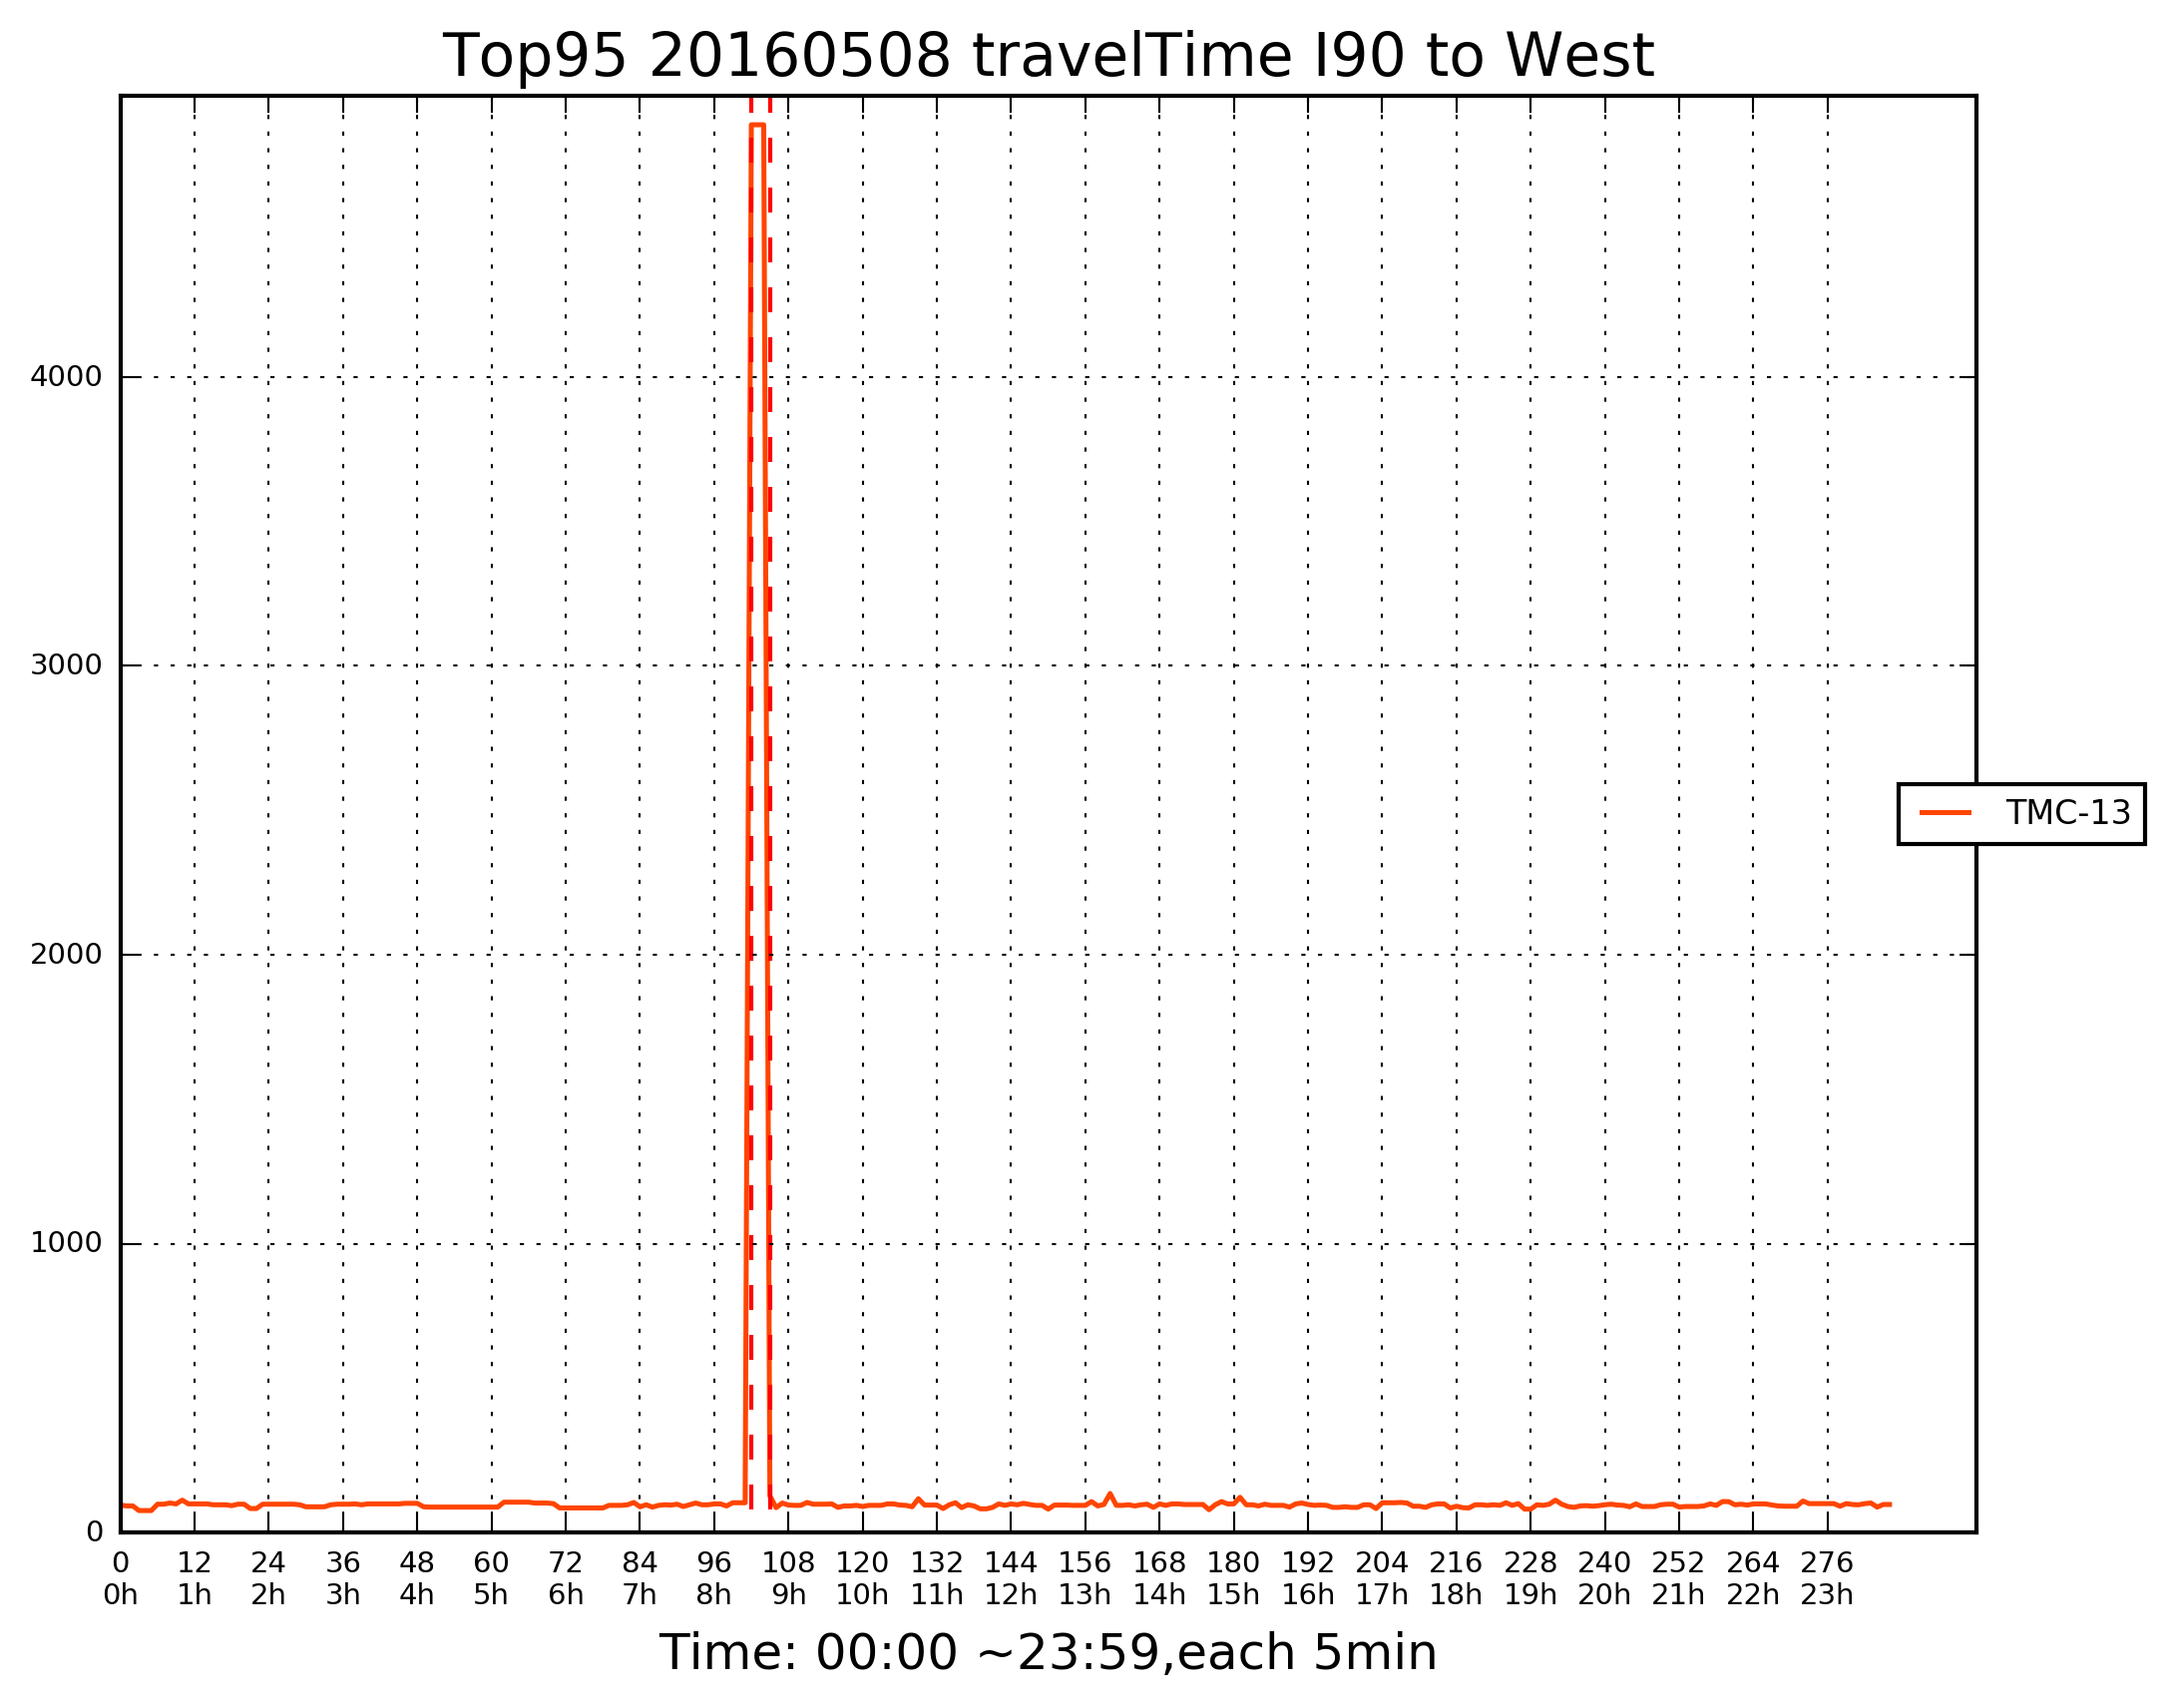 Top95 20160508 travelTime I90 to West
4000
3000
2000
1000
0
TMC-13
0 12 24 36 48 60 72 84 96 108 120 132 144 156 168 180 192 204 216 228 240 252 264 276
0h 1h 2h 3h 4h 5h 6h 7h 8h 9h 10h 11h 12h 13h 14h 15h 16h 17h 18h 19h 20h 21h 22h 23h
Time: 00:00 ~23:59,each 5min